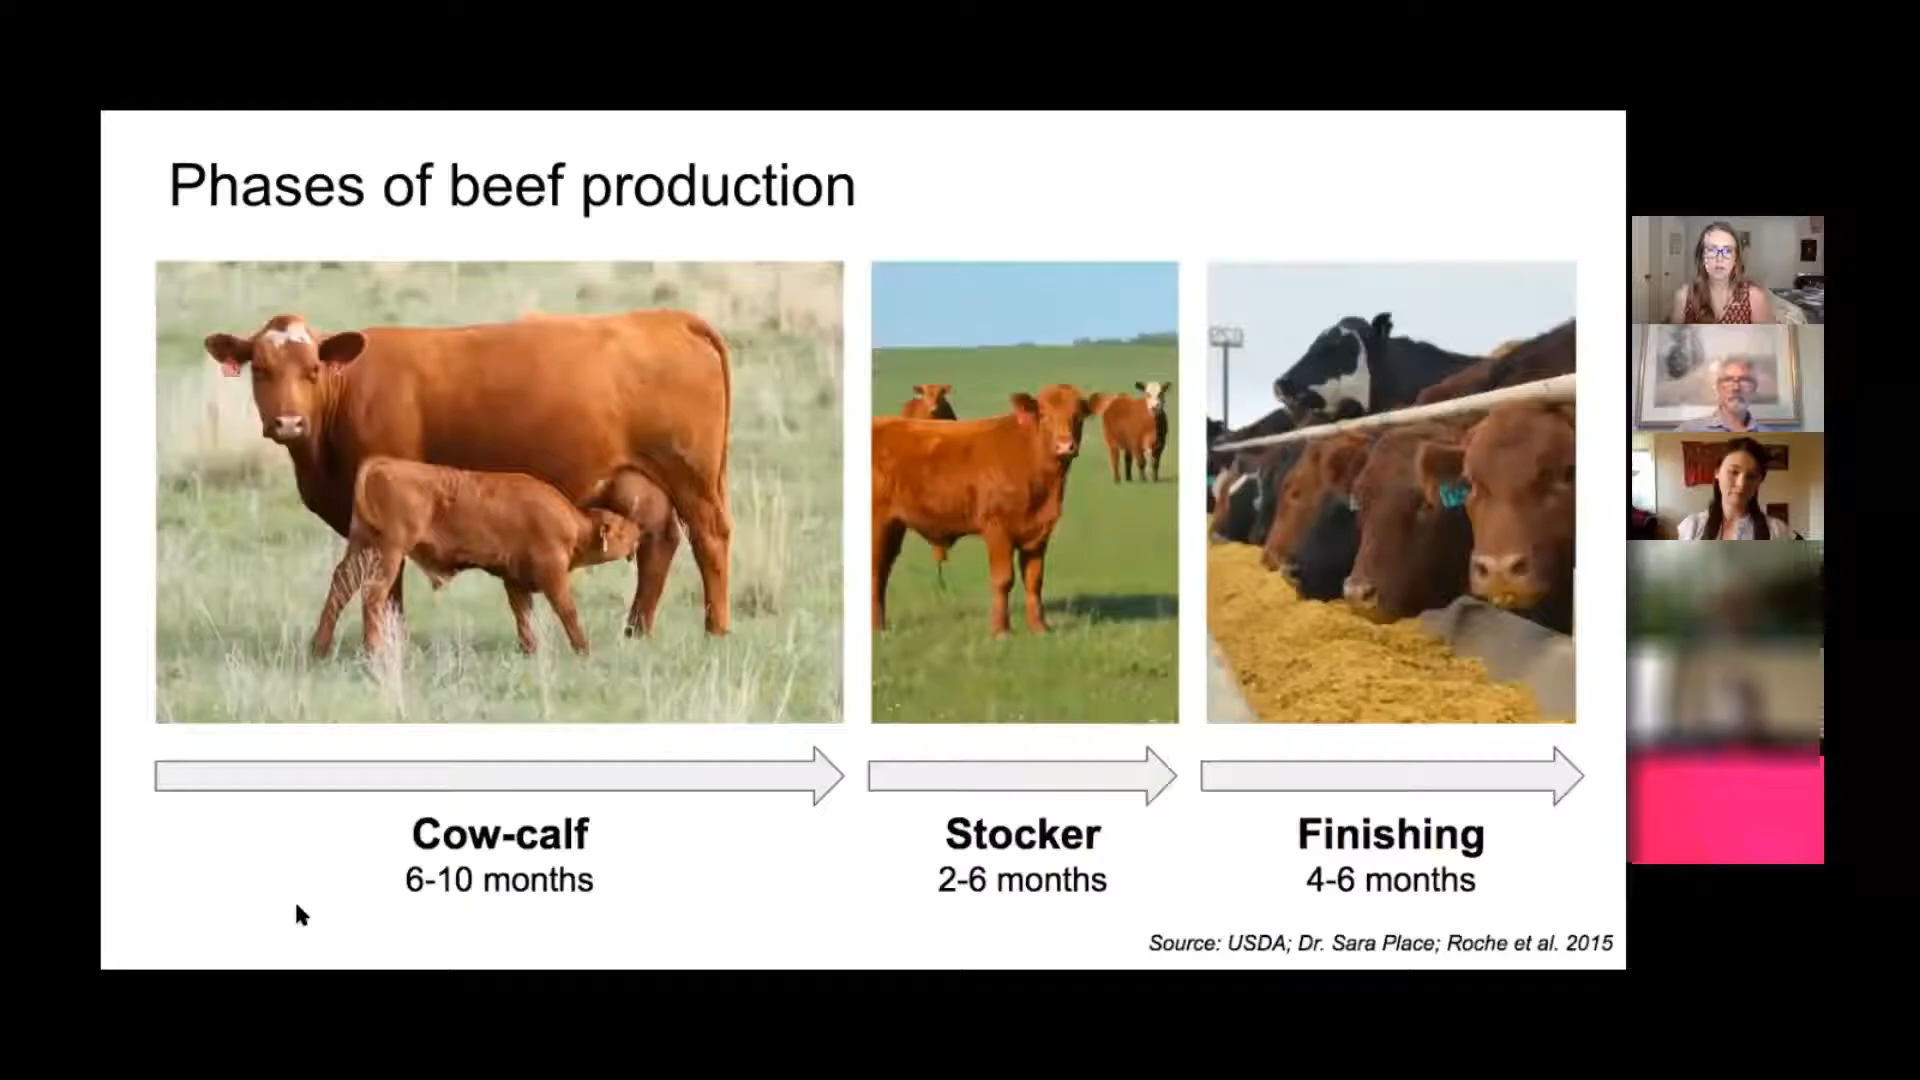 Phases of beef production
Cow-calf
6-10 months
Stocker
2-6 months
Finishing
4-6 months
Source: USDA; Dr. Sara Place; Roche et al. 2015